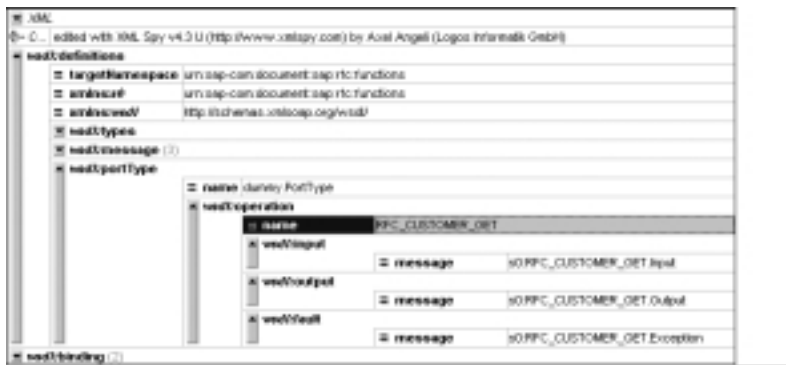 XML
C... edited with XML Spy v4.3 U (http://www.xmlspy.com) by Axel Angeli (Logos Informatik GmbH)
wsdl:definitions
= targetNamespace urn:sap-com:document:sap:rfc:functions
= xmlns:s0 urn:sap-com:document:sap:rfc:functions
= xmlns:wsdl http://schemas.xmlsoap.org/wsdl/
wsdl:types
wsdl:message (3)
wsdl:portType
= name dummy PortType
wsdl:operation
= name RFC_CUSTOMER_GET
wsdl:input
= message s0:RFC_CUSTOMER_GET.Input
wsdl:output
= message s0:RFC_CUSTOMER_GET.Output
wsdl:fault
= message s0:RFC_CUSTOMER_GET.Exception
wsdl:binding (2)